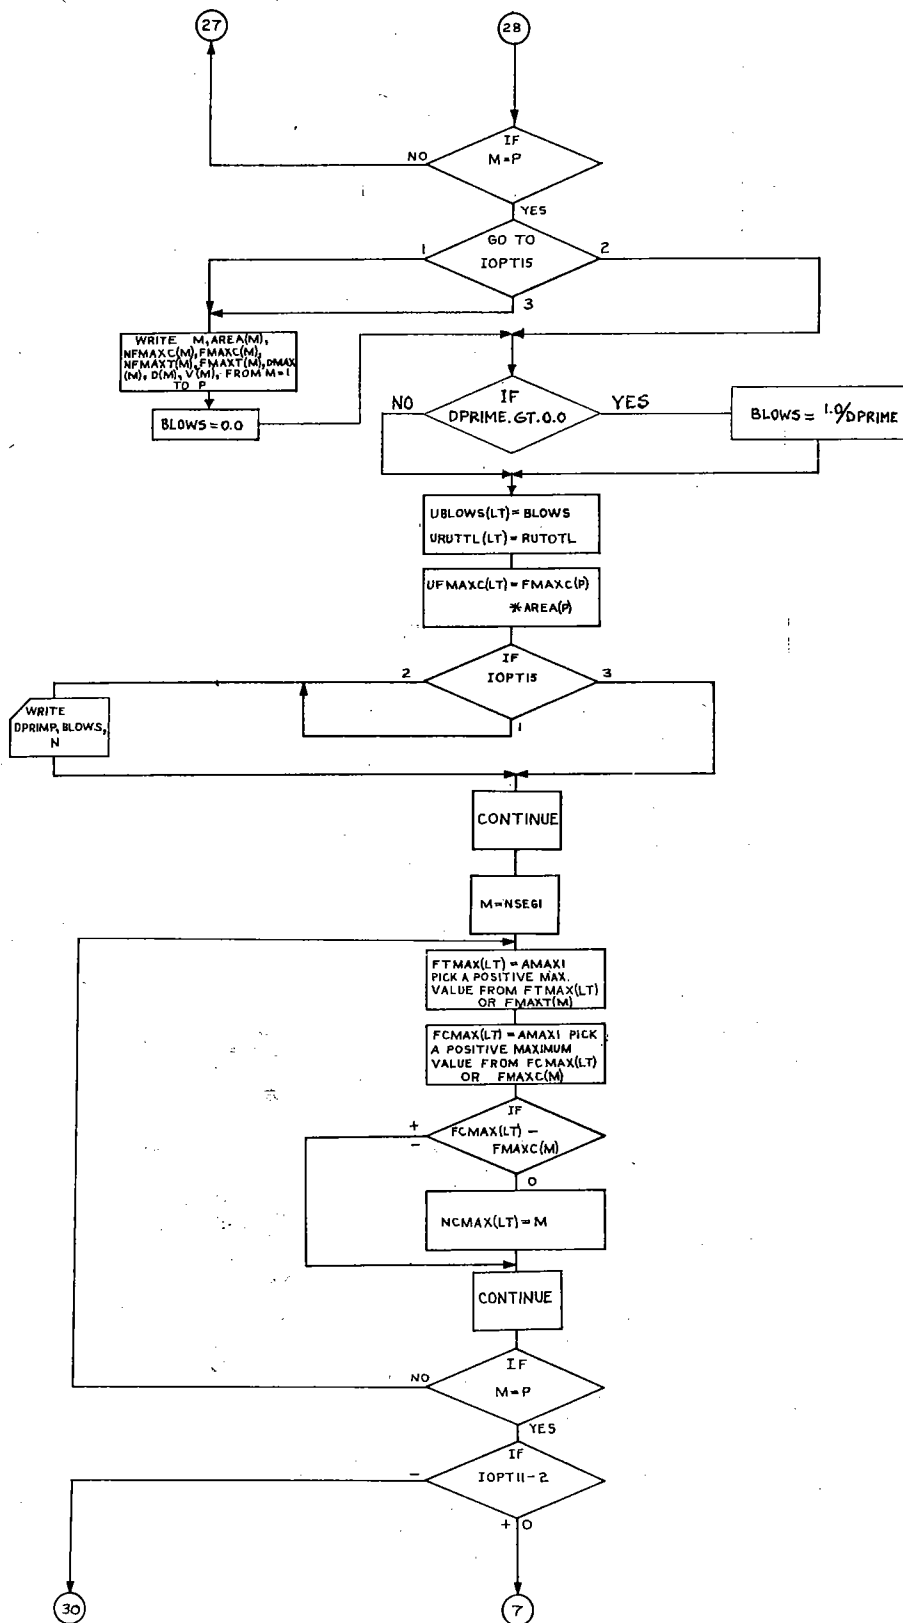 27
28
IF
M=P
NO
YES
GO TO
IOPT15
1
2
3
WRITE M, AREA(M),
NFMAXC(M), FMAXC(M),
NFMAXT(M), FMAXT(M), DMAX
(M), D(M), V(M), FROM M=1
TO P
BLOWS=0.0
IF
DPRIME.GT.0.0
NO
YES
BLOWS= 1.0/DPRIME
UBLOWS(LT)=BLOWS
URUTTL(LT)=RUTOTL
UFMAXC(LT)=FMAXC(P)
*AREA(P)
IF
IOPT15
2
3
1
WRITE
DPRIMP, BLOWS,
N
CONTINUE
M=NSEG1
FTMAX(LT)=AMAX1
PICK A POSITIVE MAX.
VALUE FROM FTMAX(LT)
OR FMAXT(M)
FCMAX(LT)=AMAX1 PICK
A POSITIVE MAXIMUM
VALUE FROM FCMAX(LT)
OR FMAXC(M)
IF
FCMAX(LT)-
FMAXC(M)
+
-
0
NCMAX(LT)=M
CONTINUE
IF
M=P
NO
YES
IF
IOPT11-2
-
+ 0
30
7